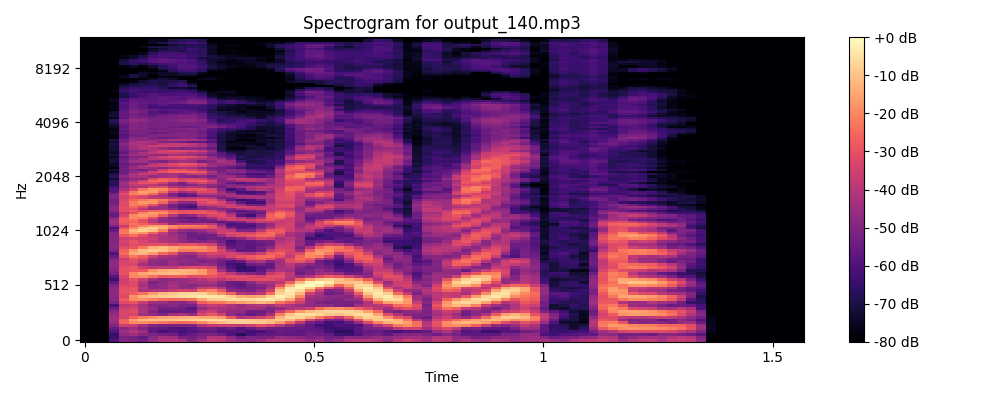 Spectrogram for output_140.mp3
Hz
8192
4096
2048
1024
512
0
0
0.5
1
1.5
Time
+0 dB
-10 dB
-20 dB
-30 dB
-40 dB
-50 dB
-60 dB
-70 dB
-80 dB